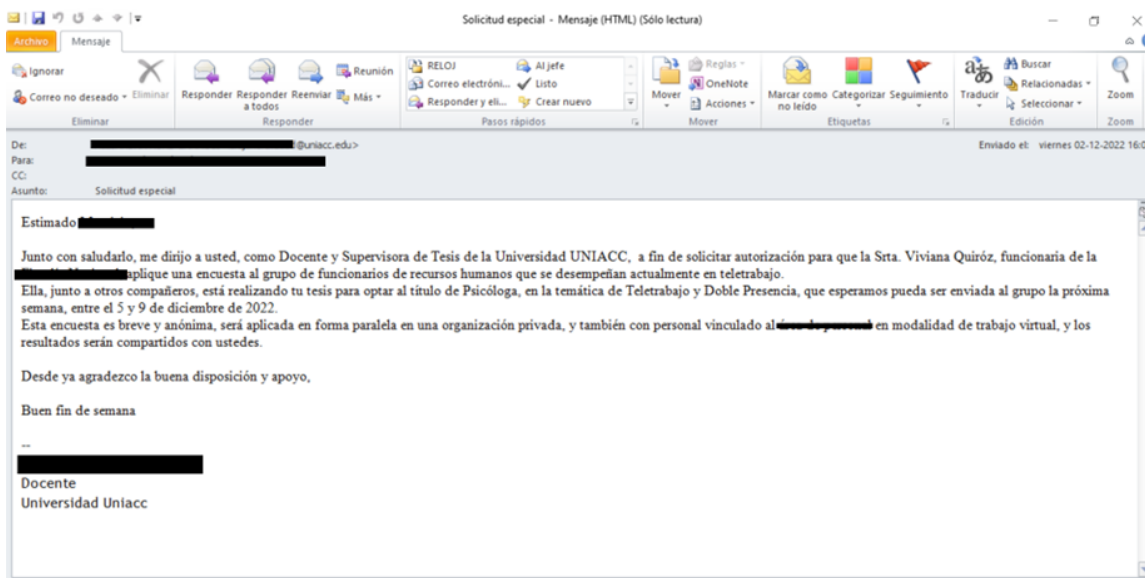 Solicitud especial - Mensaje (HTML) (Sólo lectura)
Archivo Mensaje
Ignorar
Correo no deseado
Eliminar
Eliminar
Responder
Responder a todos
Reenviar
Reunión
Más
Responder
RELOJ
Correo electróni...
Responder y eli...
Al jefe
Listo
Crear nuevo
Pasos rápidos
Mover
Reglas
OneNote
Acciones
Mover
Marcar como no leído
Categorizar
Seguimiento
Etiquetas
Traducir
Buscar
Relacionadas
Seleccionar
Edición
Zoom
Zoom
De: @uniacc.edu>
Enviado el: viernes 02-12-2022 16:0
Para:
CC:
Asunto: Solicitud especial
Estimado
Junto con saludarlo, me dirijo a usted, como Docente y Supervisora de Tesis de la Universidad UNIACC, a fin de solicitar autorización para que la Srta. Viviana Quiróz, funcionaria de la
aplique una encuesta al grupo de funcionarios de recursos humanos que se desempeñan actualmente en teletrabajo.
Ella, junto a otros compañeros, está realizando tu tesis para optar al título de Psicóloga, en la temática de Teletrabajo y Doble Presencia, que esperamos pueda ser enviada al grupo la próxima
semana, entre el 5 y 9 de diciembre de 2022.
Esta encuesta es breve y anónima, será aplicada en forma paralela en una organización privada, y también con personal vinculado al en modalidad de trabajo virtual, y los
resultados serán compartidos con ustedes.
Desde ya agradezco la buena disposición y apoyo,
Buen fin de semana
--
Docente
Universidad Uniacc